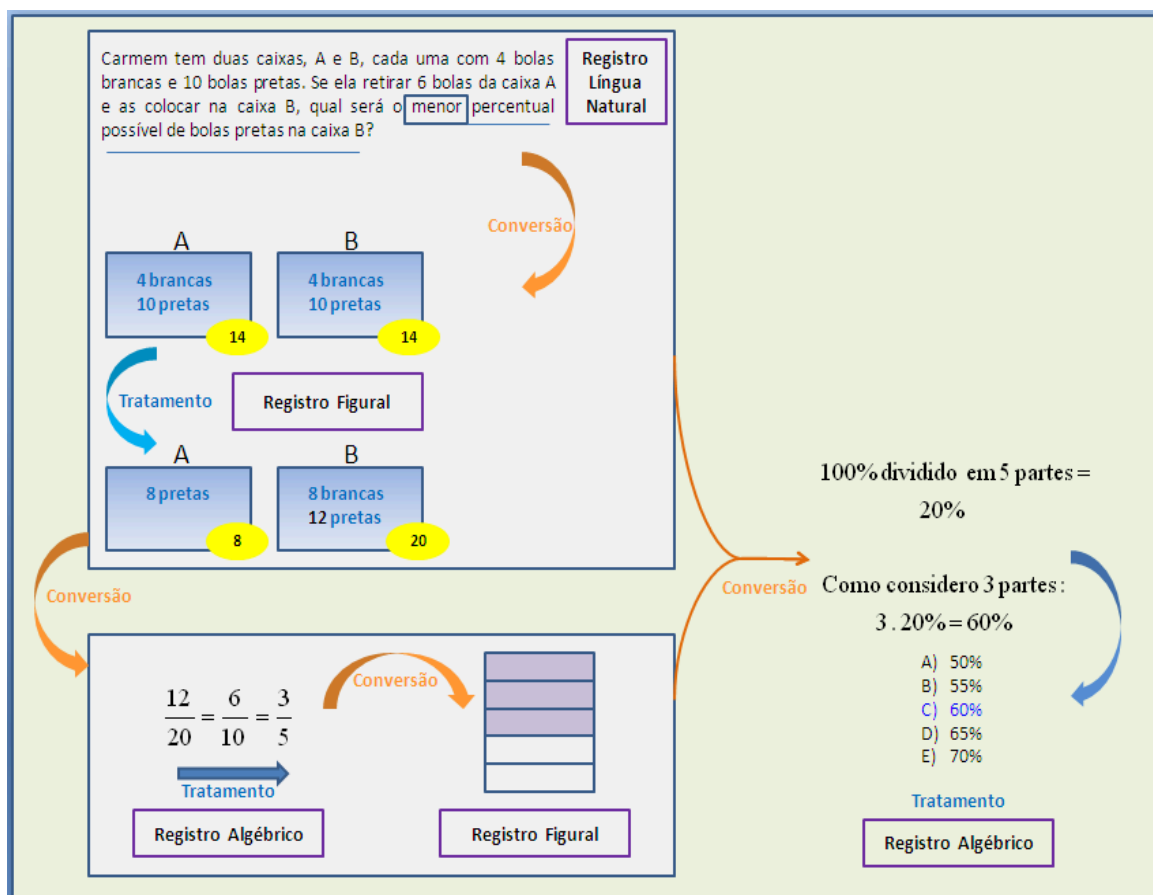 Carmem tem duas caixas, A e B, cada uma com 4 bolas
brancas e 10 bolas pretas. Se ela retirar 6 bolas da caixa A
e as colocar na caixa B, qual será o menor percentual
possível de bolas pretas na caixa B?
Registro
Língua
Natural
Conversão
A
4 brancas
10 pretas
14
B
4 brancas
10 pretas
14
Tratamento
Registro Figural
A
8 pretas
8
B
8 brancas
12 pretas
20
Conversão
12/20 = 6/10 = 3/5
Tratamento
Registro Algébrico
Conversão
Registro Figural
Conversão
100% dividido em 5 partes =
20%
Como considero 3 partes :
3 . 20% = 60%
A) 50%
B) 55%
C) 60%
D) 65%
E) 70%
Tratamento
Registro Algébrico